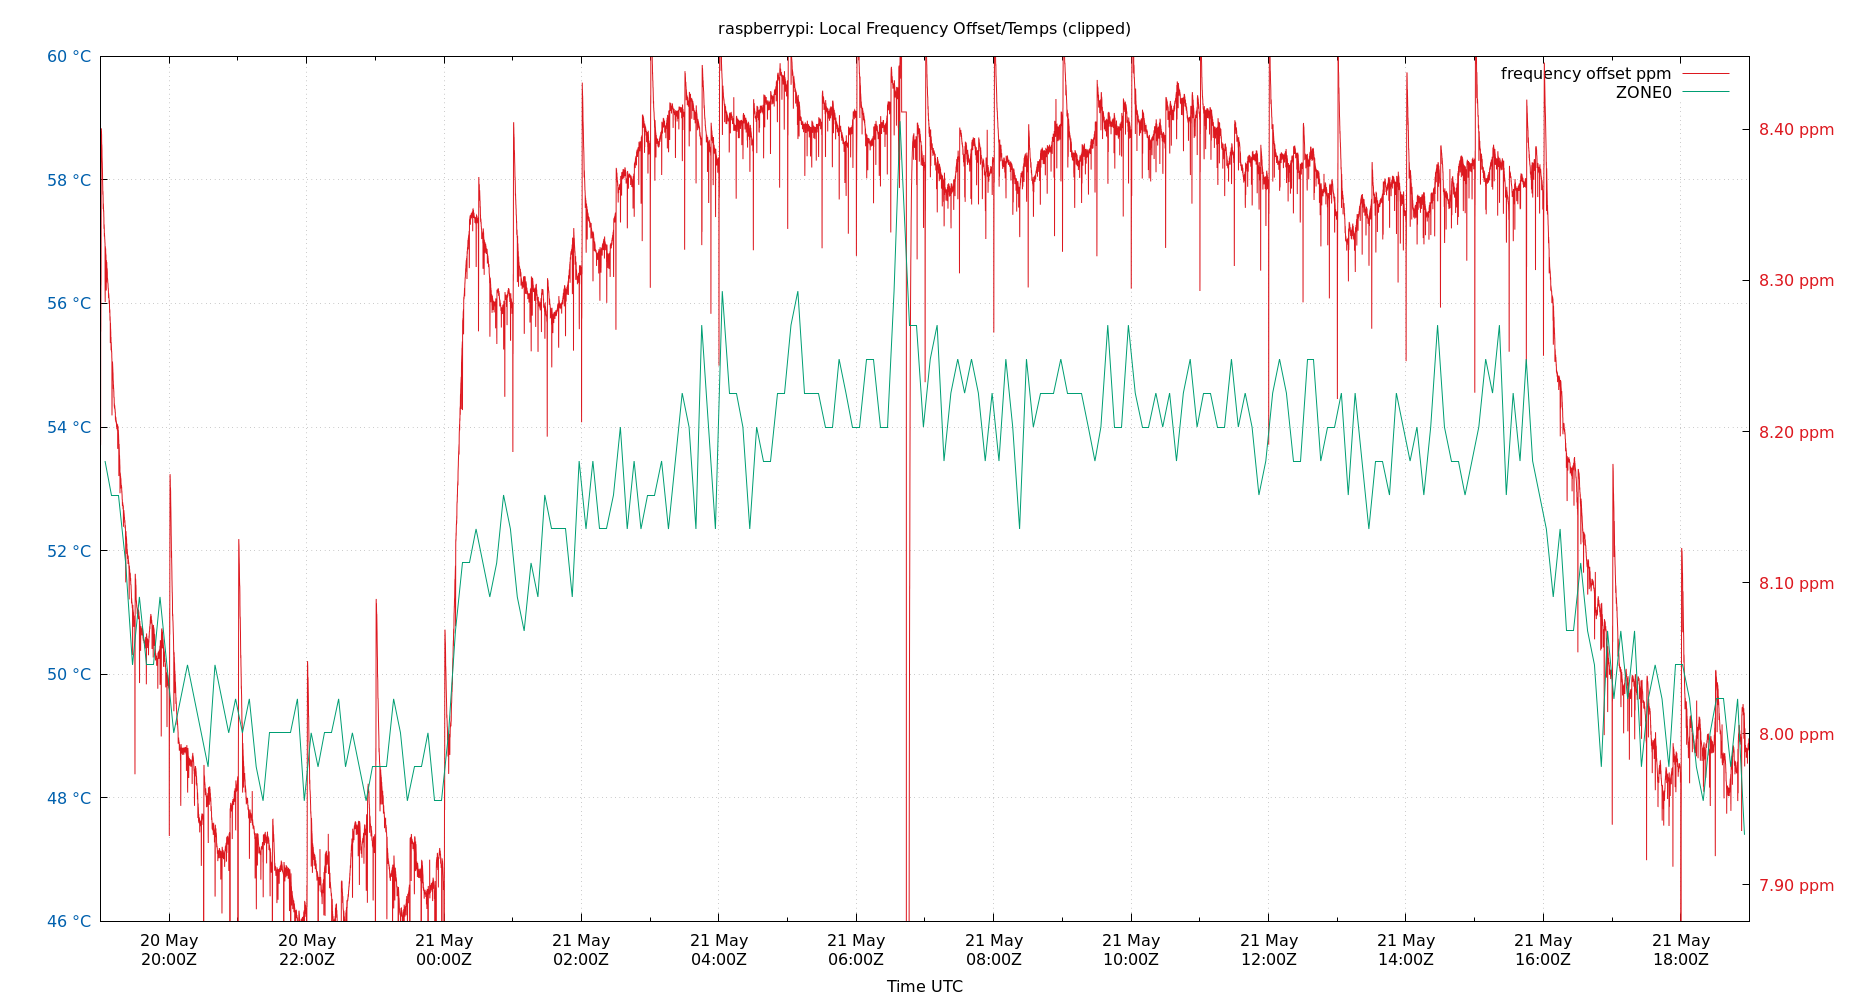 raspberrypi: Local Frequency Offset/Temps (clipped)
60 °C
58 °C
56 °C
54 °C
52 °C
50 °C
48 °C
46 °C
frequency offset ppm
ZONE0
8.40 ppm
8.30 ppm
8.20 ppm
8.10 ppm
8.00 ppm
7.90 ppm
20 May
20:00Z
20 May
22:00Z
21 May
00:00Z
21 May
02:00Z
21 May
04:00Z
21 May
06:00Z
21 May
08:00Z
21 May
10:00Z
21 May
12:00Z
21 May
14:00Z
21 May
16:00Z
21 May
18:00Z
Time UTC